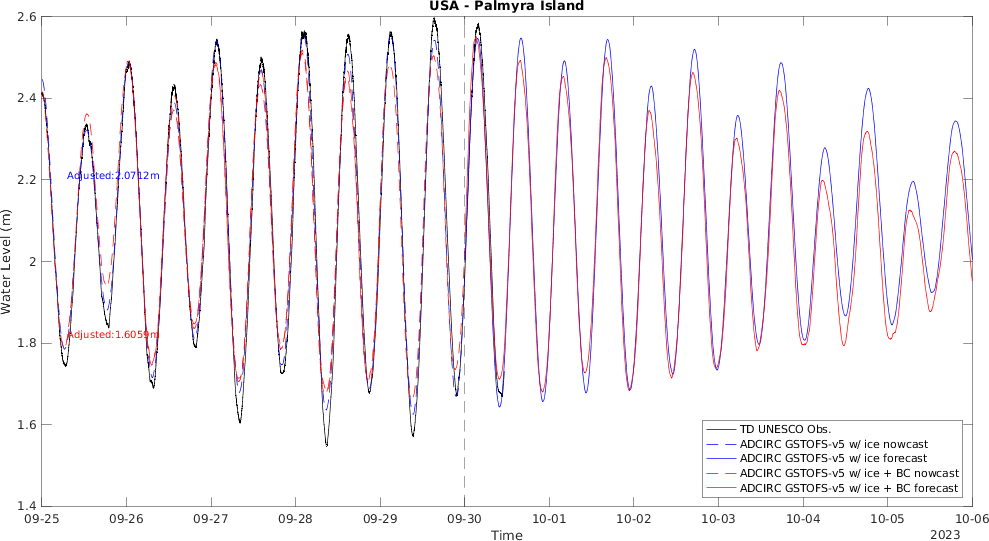 USA - Palmyra Island
2.6
2.4
2.2
2
1.8
1.6
1.4
Water Level (m)
Adjusted:2.0712m
Adjusted:1.6059m
TD UNESCO Obs.
ADCIRC GSTOFS-v5 w/ ice nowcast
ADCIRC GSTOFS-v5 w/ ice forecast
ADCIRC GSTOFS-v5 w/ ice + BC nowcast
ADCIRC GSTOFS-v5 w/ ice + BC forecast
09-25 09-26 09-27 09-28 09-29 09-30 10-01 10-02 10-03 10-04 10-05 10-06
Time
2023